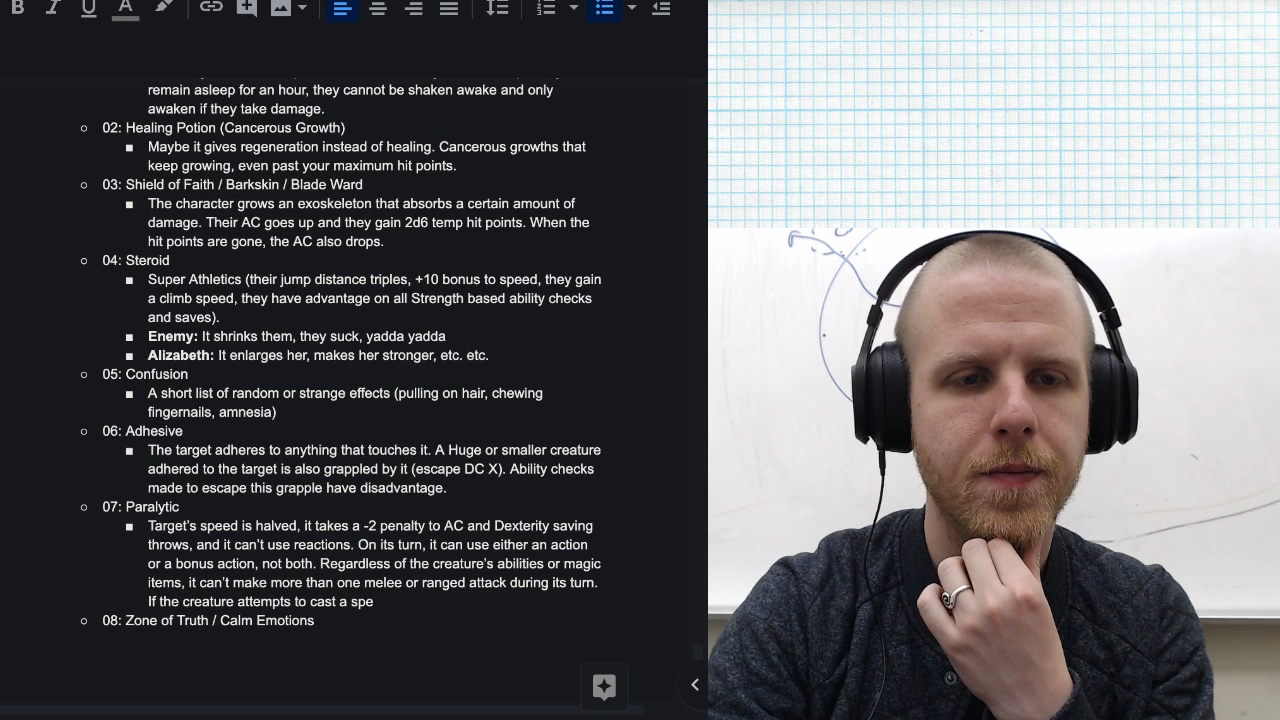 B I U A
remain asleep for an hour, they cannot be shaken awake and only
awaken if they take damage.
02: Healing Potion (Cancerous Growth)
Maybe it gives regeneration instead of healing. Cancerous growths that
keep growing, even past your maximum hit points.
03: Shield of Faith / Barkskin / Blade Ward
The character grows an exoskeleton that absorbs a certain amount of
damage. Their AC goes up and they gain 2d6 temp hit points. When the
hit points are gone, the AC also drops.
04: Steroid
Super Athletics (their jump distance triples, +10 bonus to speed, they gain
a climb speed, they have advantage on all Strength based ability checks
and saves).
Enemy: It shrinks them, they suck, yadda yadda
Alizabeth: It enlarges her, makes her stronger, etc. etc.
05: Confusion
A short list of random or strange effects (pulling on hair, chewing
fingernails, amnesia)
06: Adhesive
The target adheres to anything that touches it. A Huge or smaller creature
adhered to the target is also grappled by it (escape DC X). Ability checks
made to escape this grapple have disadvantage.
07: Paralytic
Target’s speed is halved, it takes a -2 penalty to AC and Dexterity saving
throws, and it can’t use reactions. On its turn, it can use either an action
or a bonus action, not both. Regardless of the creature’s abilities or magic
items, it can’t make more than one melee or ranged attack during its turn.
If the creature attempts to cast a spe
08: Zone of Truth / Calm Emotions